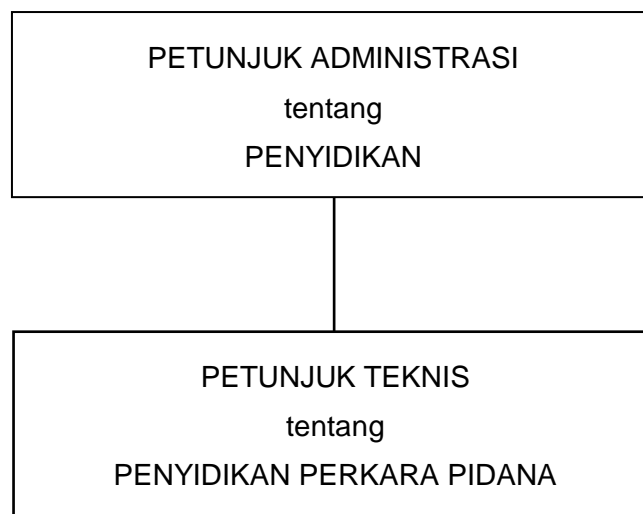 PETUNJUK ADMINISTRASI
tentang
PENYIDIKAN
PETUNJUK TEKNIS
tentang
PENYIDIKAN PERKARA PIDANA